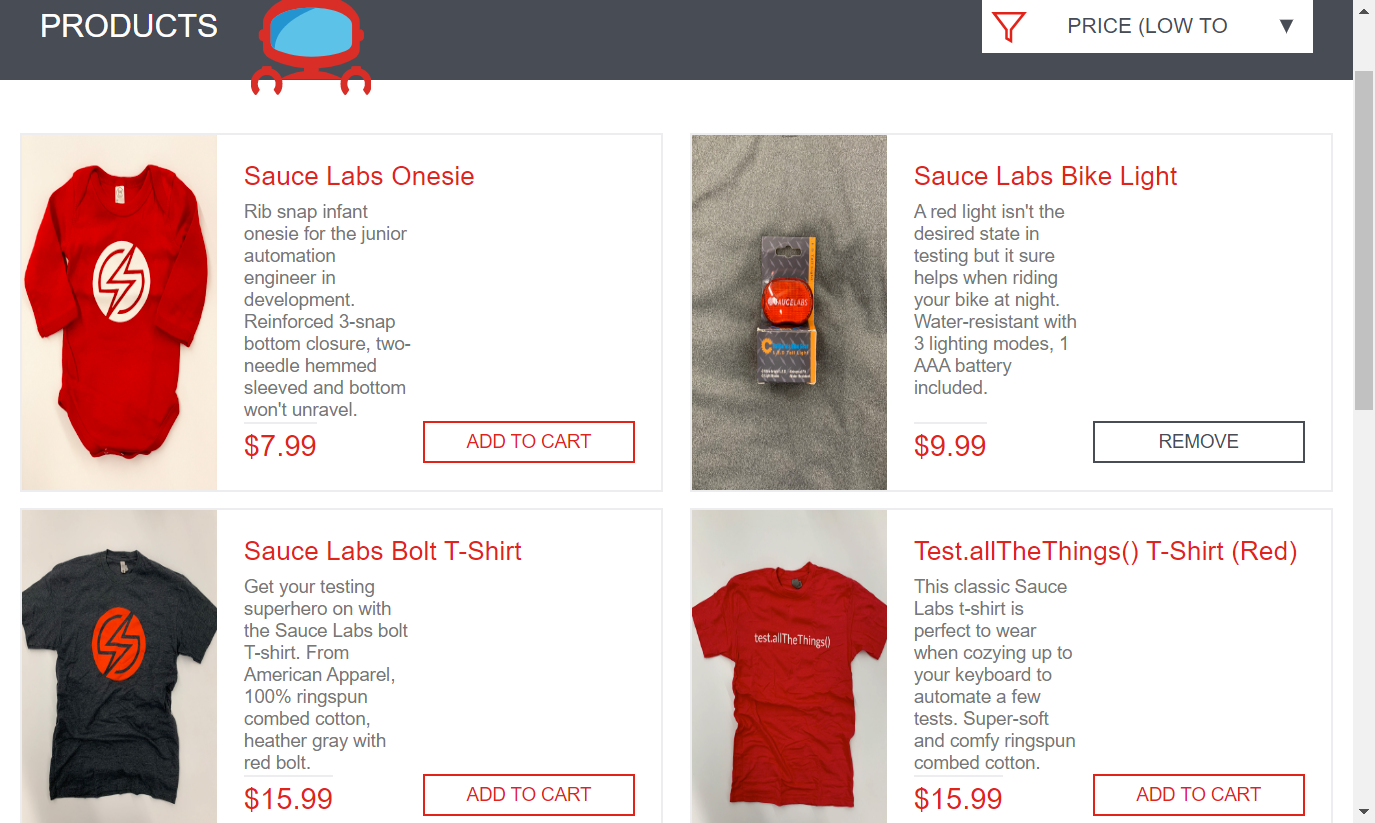 PRODUCTS
PRICE (LOW TO
▼
Sauce Labs Onesie
Rib snap infant
onesie for the junior
automation
engineer in
development.
Reinforced 3-snap
bottom closure, two-
needle hemmed
sleeved and bottom
won't unravel.
$7.99
ADD TO CART
SAUCELABS
Sauce Labs Bike Light
A red light isn't the
desired state in
testing but it sure
helps when riding
your bike at night.
Water-resistant with
3 lighting modes, 1
AAA battery
included.
$9.99
REMOVE
Sauce Labs Bolt T-Shirt
Get your testing
superhero on with
the Sauce Labs bolt
T-shirt. From
American Apparel,
100% ringspun
combed cotton,
heather gray with
red bolt.
$15.99
ADD TO CART
test.allTheThings()
Test.allTheThings() T-Shirt (Red)
This classic Sauce
Labs t-shirt is
perfect to wear
when cozying up to
your keyboard to
automate a few
tests. Super-soft
and comfy ringspun
combed cotton.
$15.99
ADD TO CART